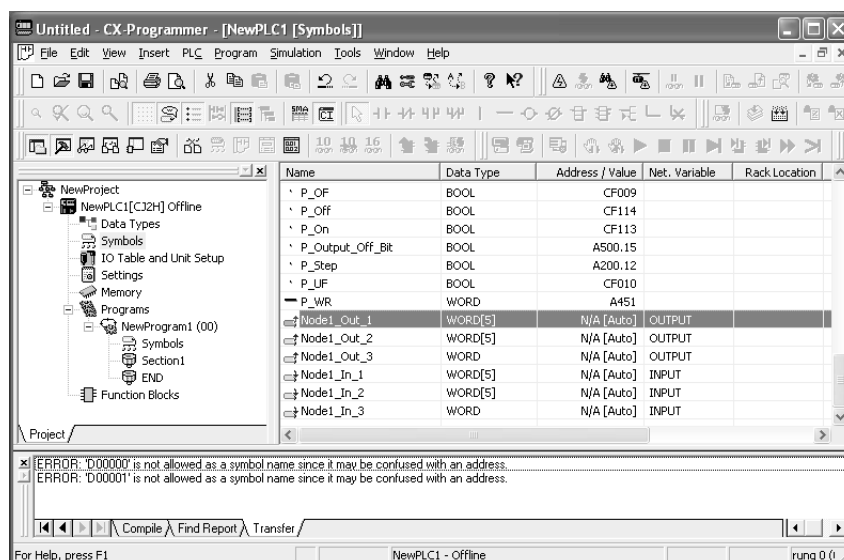 Untitled - CX-Programmer - [NewPLC1 [Symbols]]
File Edit View Insert PLC Program Simulation Tools Window Help
NewProject
NewPLC1[CJ2H] Offline
Data Types
Symbols
IO Table and Unit Setup
Settings
Memory
Programs
NewProgram1 (00)
Symbols
Section1
END
Function Blocks
Project
Name Data Type Address / Value Net. Variable Rack Location
P_OF BOOL CF009
P_Off BOOL CF114
P_On BOOL CF113
P_Output_Off_Bit BOOL A500.15
P_Step BOOL A200.12
P_UF BOOL CF010
P_WR WORD A451
Node1_Out_1 WORD[5] N/A [Auto] OUTPUT
Node1_Out_2 WORD[5] N/A [Auto] OUTPUT
Node1_Out_3 WORD N/A [Auto] OUTPUT
Node1_In_1 WORD[5] N/A [Auto] INPUT
Node1_In_2 WORD[5] N/A [Auto] INPUT
Node1_In_3 WORD N/A [Auto] INPUT
ERROR: 'D00000' is not allowed as a symbol name since it may be confused with an address.
ERROR: 'D00001' is not allowed as a symbol name since it may be confused with an address.
Compile Find Report Transfer
For Help, press F1 NewPLC1 - Offline rung 0